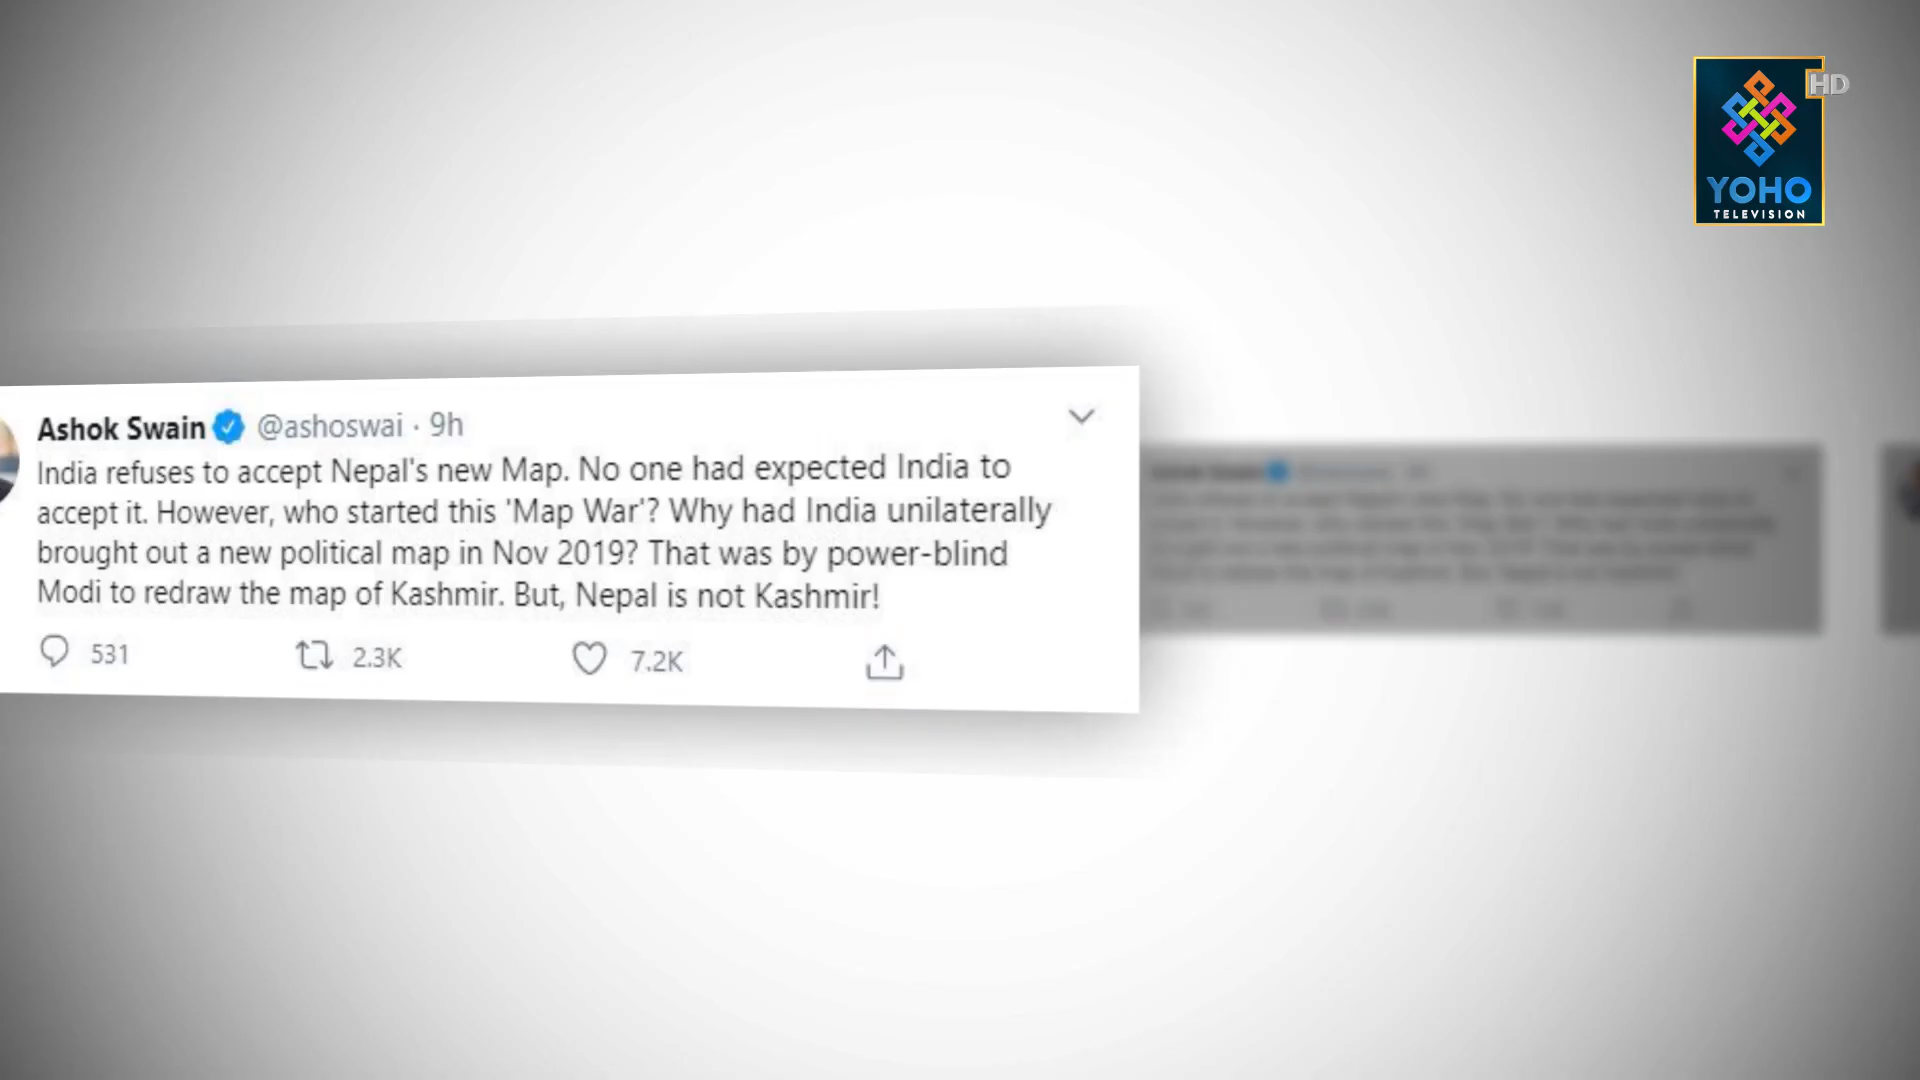 HD
YOHO
TELEVISION
Ashok Swain @ashoswai · 9h
India refuses to accept Nepal's new Map. No one had expected India to
accept it. However, who started this 'Map War'? Why had India unilaterally
brought out a new political map in Nov 2019? That was by power-blind
Modi to redraw the map of Kashmir. But, Nepal is not Kashmir!
531 2.3K 7.2K